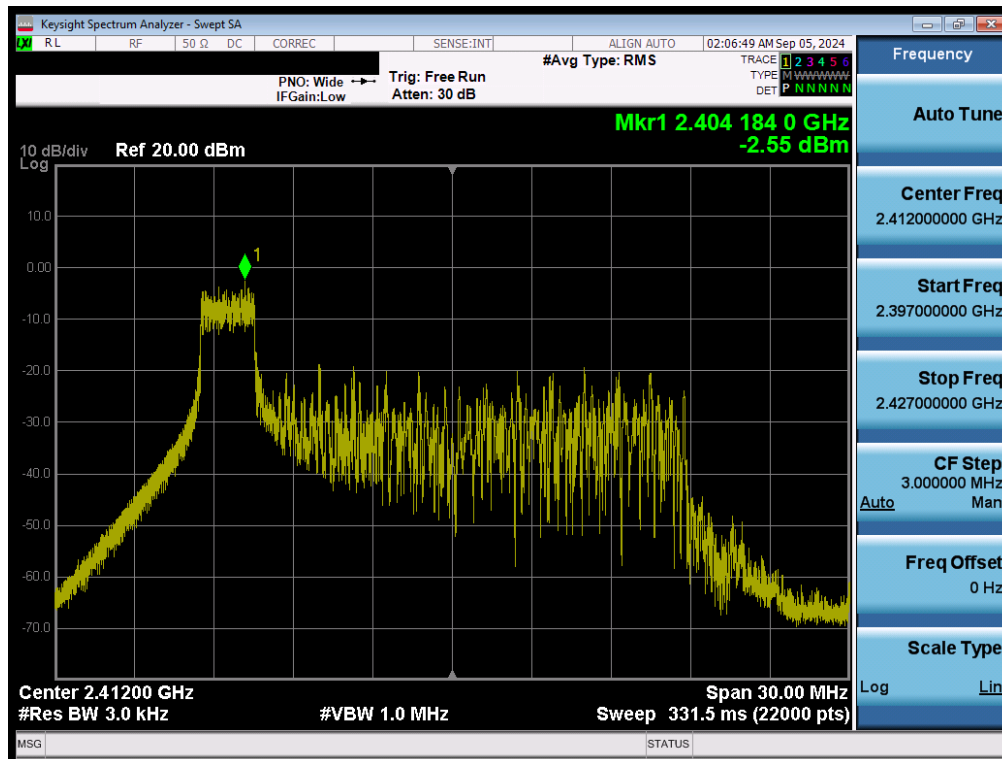 Keysight Spectrum Analyzer - Swept SA
LXI RL RF 50 Ω DC CORREC SENSE:INT ALIGN AUTO 02:06:49 AM Sep 05, 2024
#Avg Type: RMS
TRACE 1 2 3 4 5 6
PNO: Wide Trig: Free Run
TYPE M WWWWW
IFGain:Low Atten: 30 dB
DET P N N N N N
Mkr1 2.404 184 0 GHz
-2.55 dBm
10 dB/div Ref 20.00 dBm
Log
10.0
0.00
-10.0
-20.0
-30.0
-40.0
-50.0
-60.0
-70.0
1
Center 2.41200 GHz Span 30.00 MHz
#Res BW 3.0 kHz #VBW 1.0 MHz Sweep 331.5 ms (22000 pts)
MSG STATUS
Frequency
Auto Tune
Center Freq
2.412000000 GHz
Start Freq
2.397000000 GHz
Stop Freq
2.427000000 GHz
CF Step
3.000000 MHz
Auto Man
Freq Offset
0 Hz
Scale Type
Log Lin